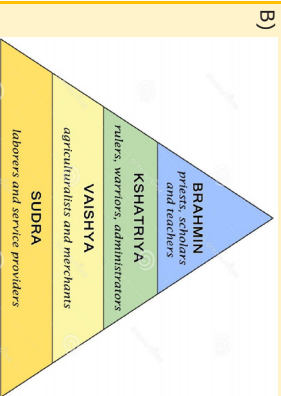 B)
BRAHMIN
priests, scholars
and teachers
KSHATRIYA
rulers, warriors, administrators
VAISHYA
agriculturalists and merchants
SUDRA
laborers and service providers